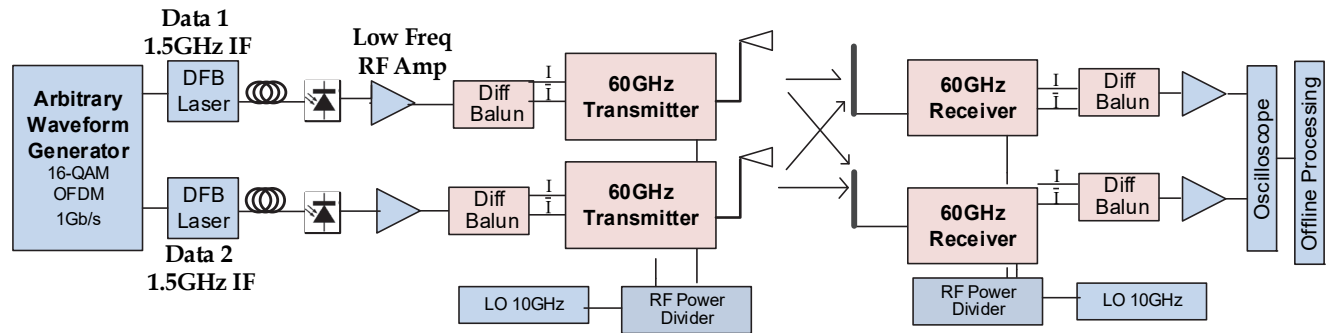 Data 1
1.5GHz IF
Low Freq
RF Amp
Arbitrary
Waveform
Generator
16-QAM
OFDM
1Gb/s
DFB
Laser
Diff
Balun
I
I̅
60GHz
Transmitter
60GHz
Receiver
I
I̅
Diff
Balun
DFB
Laser
Data 2
1.5GHz IF
Diff
Balun
I
I̅
60GHz
Transmitter
60GHz
Receiver
I
I̅
Diff
Balun
Oscilloscope
Offline Processing
LO 10GHz
RF Power
Divider
RF Power
Divider
LO 10GHz